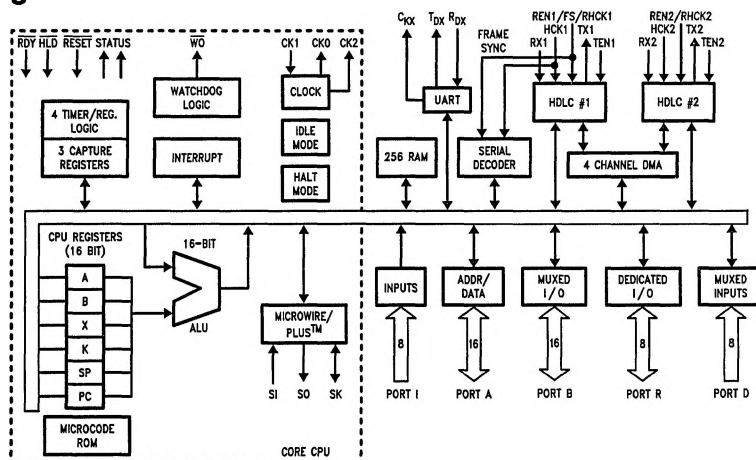 g
RDY HLD RESET STATUS
WO
CK1 CK0 CK2
CKX TDX RDX
FRAME SYNC
REN1/FS/RHCK1
HCK1 TX1
RX1 TEN1
REN2/RHCK2
HCK2 TX2
RX2 TEN2
4 TIMER/REG.
LOGIC
3 CAPTURE
REGISTERS
WATCHDOG
LOGIC
INTERRUPT
CLOCK
IDLE
MODE
HALT
MODE
UART
256 RAM
SERIAL
DECODER
HDLC #1
HDLC #2
4 CHANNEL DMA
CPU REGISTERS
(16 BIT)
A
B
X
K
SP
PC
MICROCODE
ROM
16-BIT
ALU
MICROWIRE/
PLUS™
SI SO SK
CORE CPU
INPUTS
ADDR/
DATA
MUXED
I/O
DEDICATED
I/O
MUXED
INPUTS
8 16 16 8 8
PORT I PORT A PORT B PORT R PORT D